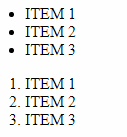 • ITEM 1
• ITEM 2
• ITEM 3
1. ITEM 1
2. ITEM 2
3. ITEM 3